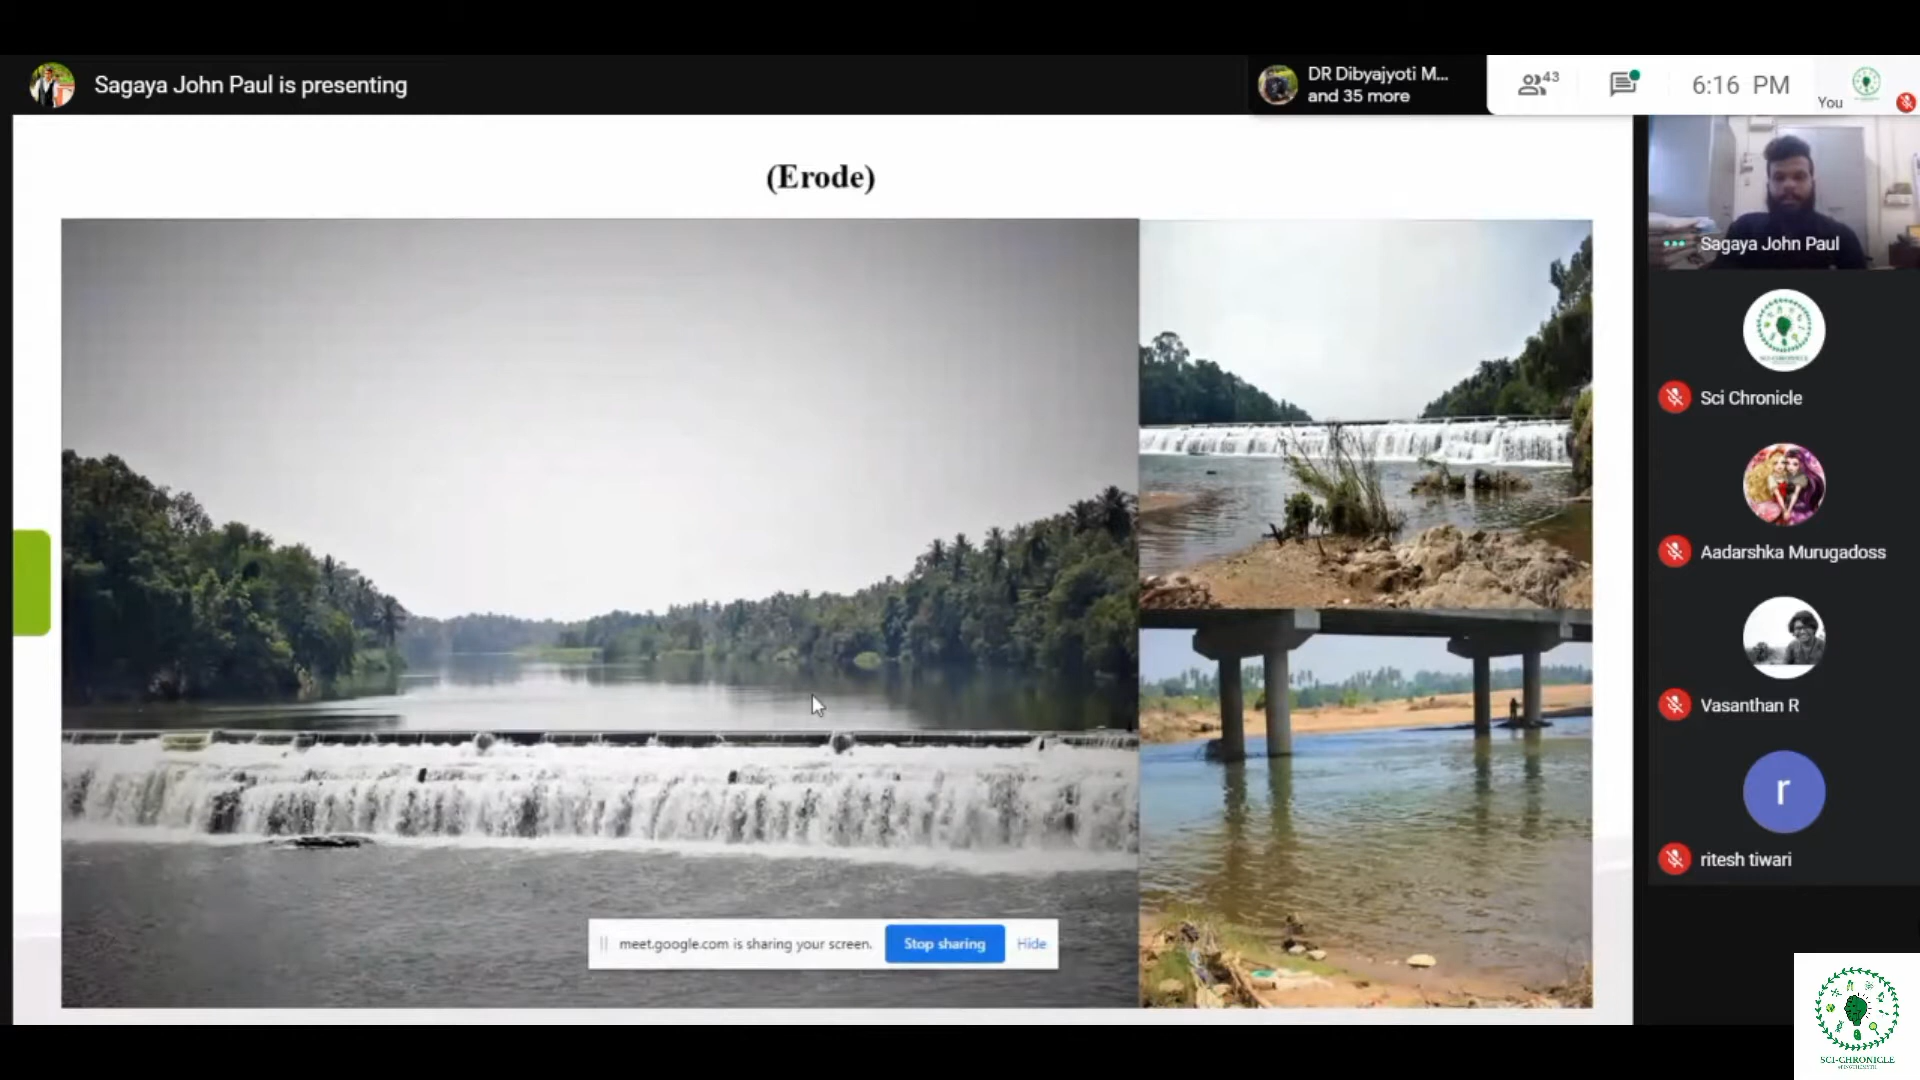 Sagaya John Paul is presenting
DR Dibyajyoti M...
and 35 more
43
6:16 PM
You
(Erode)
Sagaya John Paul
Sci Chronicle
Aadarshka Murugadoss
Vasanthan R
r
ritesh tiwari
meet.google.com is sharing your screen.
Stop sharing
Hide
SCI-CHRONICLE